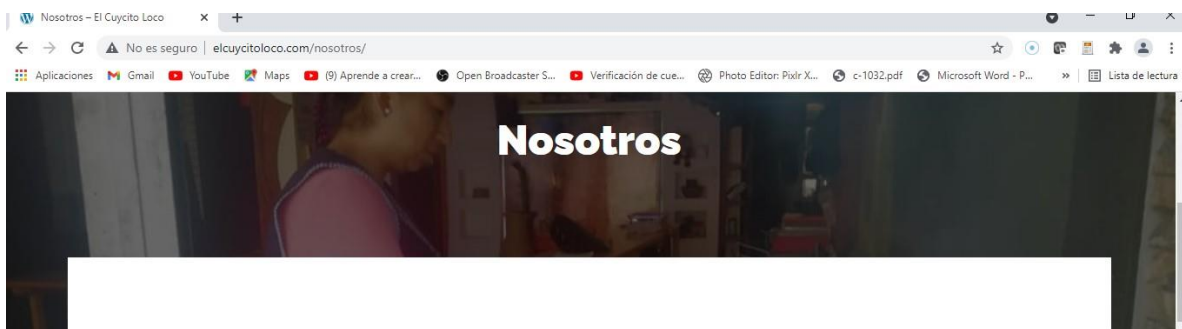 Nosotros – El Cuycito Loco
No es seguro | elcuycitoloco.com/nosotros/
Aplicaciones Gmail YouTube Maps (9) Aprende a crear... Open Broadcaster S... Verificación de cue... Photo Editor: Pixlr X... c-1032.pdf Microsoft Word - P... » Lista de lectura
Nosotros